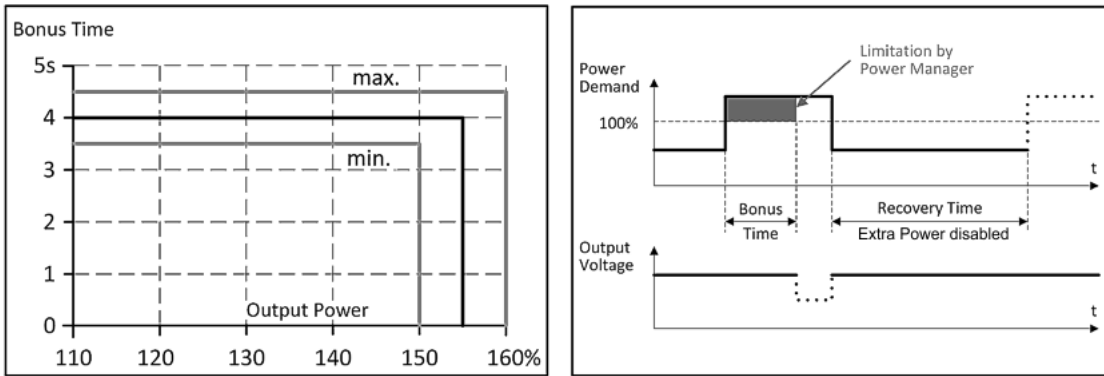 Bonus Time
5s
4
3
2
1
0
max.
min.
Output Power
110 120 130 140 150 160%
Limitation by
Power Manager
Power
Demand
100%
t
Bonus
Time
Recovery Time
Extra Power disabled
Output
Voltage
t